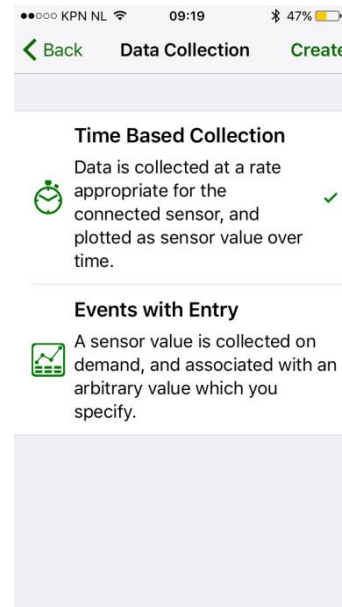 KPN NL 09:19 47%
Back Data Collection Create
Time Based Collection
Data is collected at a rate
appropriate for the
connected sensor, and
plotted as sensor value over
time.
Events with Entry
A sensor value is collected on
demand, and associated with an
arbitrary value which you
specify.